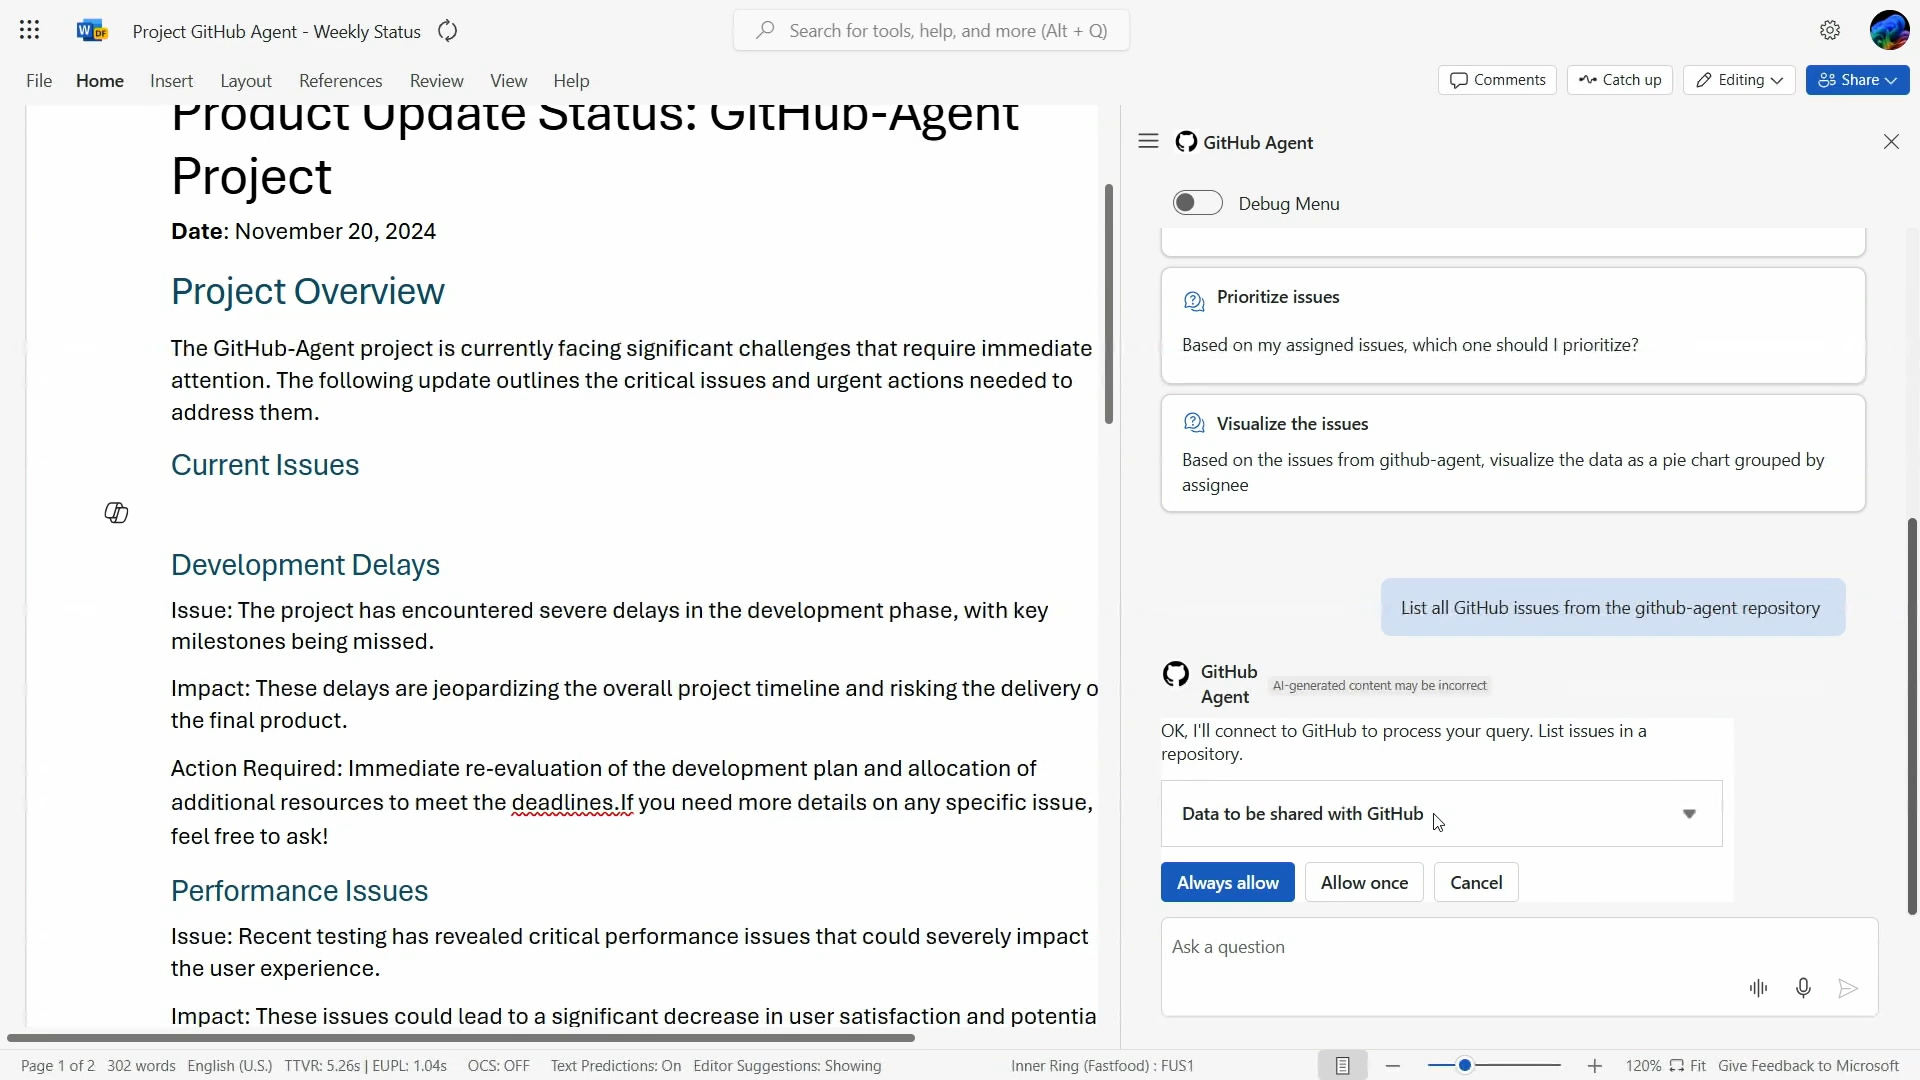 Project GitHub Agent - Weekly Status
Search for tools, help, and more (Alt + Q)
File Home Insert Layout References Review View Help
Comments Catch up Editing Share
Product Update Status: GitHub-Agent
Project
Date: November 20, 2024
Project Overview
The GitHub-Agent project is currently facing significant challenges that require immediate
attention. The following update outlines the critical issues and urgent actions needed to
address them.
Current Issues
Development Delays
Issue: The project has encountered severe delays in the development phase, with key
milestones being missed.
Impact: These delays are jeopardizing the overall project timeline and risking the delivery o
the final product.
Action Required: Immediate re-evaluation of the development plan and allocation of
additional resources to meet the deadlines.If you need more details on any specific issue,
feel free to ask!
Performance Issues
Issue: Recent testing has revealed critical performance issues that could severely impact
the user experience.
Impact: These issues could lead to a significant decrease in user satisfaction and potentia
GitHub Agent
Debug Menu
Prioritize issues
Based on my assigned issues, which one should I prioritize?
Visualize the issues
Based on the issues from github-agent, visualize the data as a pie chart grouped by
assignee
List all GitHub issues from the github-agent repository
GitHub
Agent
AI-generated content may be incorrect
OK, I'll connect to GitHub to process your query. List issues in a
repository.
Data to be shared with GitHub
Always allow Allow once Cancel
Ask a question
Page 1 of 2 302 words English (U.S.) TTVR: 5.26s | EUPL: 1.04s OCS: OFF Text Predictions: On Editor Suggestions: Showing Inner Ring (Fastfood) : FUS1 120% Fit Give Feedback to Microsoft